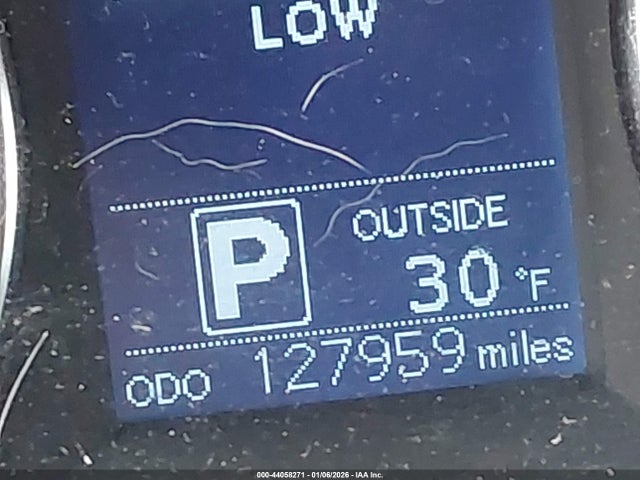 LOW
P
OUTSIDE
30 °F
ODO 127959 miles
000-44058271 - 01/06/2026 - IAA Inc.